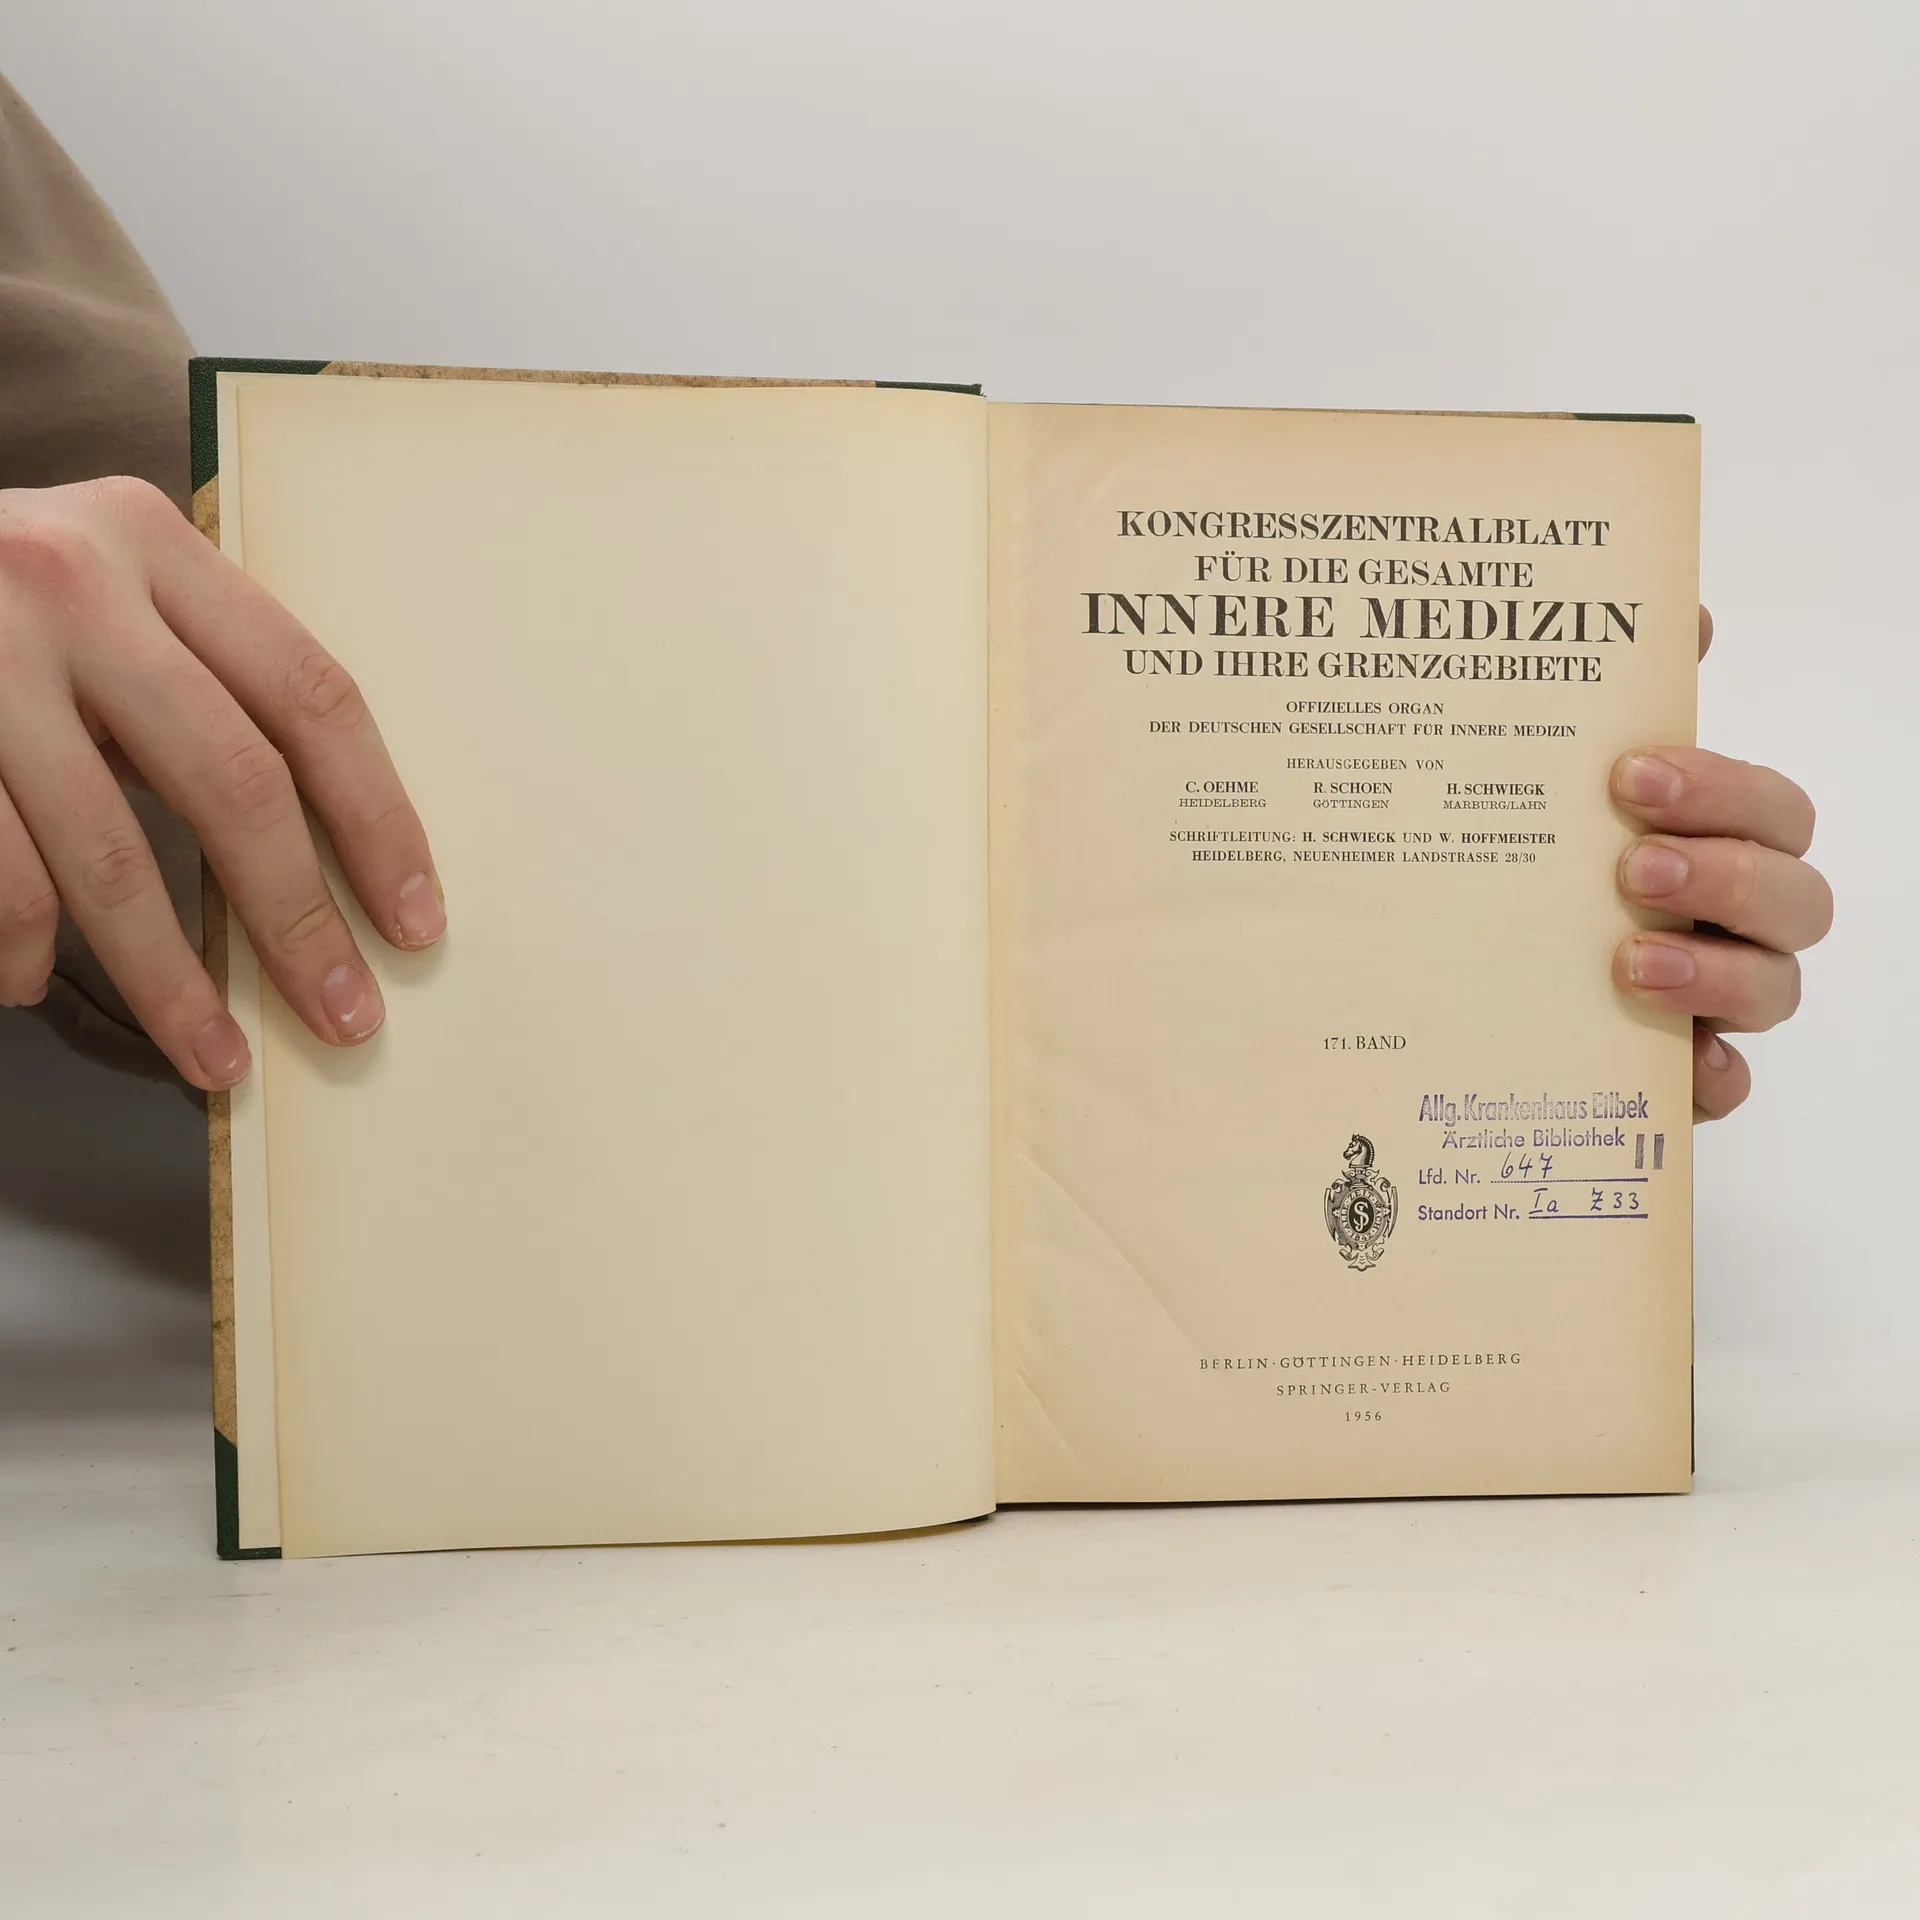 KONGRESSZENTRALBLATT
FÜR DIE GESAMTE
INNERE MEDIZIN
UND IHRE GRENZGEBIETE
OFFIZIELLES ORGAN
DER DEUTSCHEN GESELLSCHAFT FÜR INNERE MEDIZIN
HERAUSGEGEBEN VON
C. OEHME R. SCHOEN H. SCHWIEGK
HEIDELBERG GÖTTINGEN MARBURG/LAHN
SCHRIFTLEITUNG: H. SCHWIEGK UND W. HOFFMEISTER
HEIDELBERG, NEUENHEIMER LANDSTRASSE 28/30
171. BAND
Allg. Krankenhaus Eilbek
Ärztliche Bibliothek II
Lfd. Nr. 647
Standort Nr. Ia Z 33
BERLIN · GÖTTINGEN · HEIDELBERG
SPRINGER-VERLAG
1956